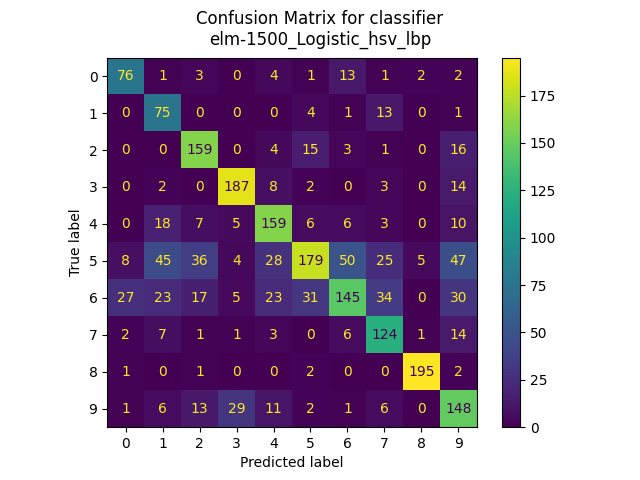 Confusion Matrix for classifier
elm-1500_Logistic_hsv_lbp
0 76 1 3 0 4 1 13 1 2 2
1 0 75 0 0 0 4 1 13 0 1
2 0 0 159 0 4 15 3 1 0 16
3 0 2 0 187 8 2 0 3 0 14
4 0 18 7 5 159 6 6 3 0 10
5 8 45 36 4 28 179 50 25 5 47
6 27 23 17 5 23 31 145 34 0 30
7 2 7 1 1 3 0 6 124 1 14
8 1 0 1 0 0 2 0 0 195 2
9 1 6 13 29 11 2 1 6 0 148
0 1 2 3 4 5 6 7 8 9
Predicted label
True label
175
150
125
100
75
50
25
0